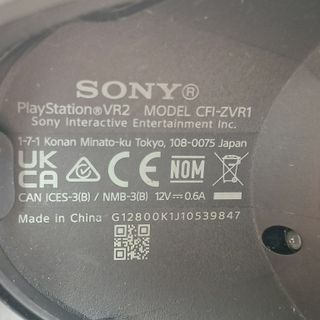 SONY®
PlayStation®VR2 MODEL CFI-ZVR1
Sony Interactive Entertainment Inc.
1-7-1 Konan Minato-ku Tokyo, 108-0075 Japan
UK CA CE NOM
CAN ICES-3(B) / NMB-3(B) 12V⎓0.6A
Made in China G12800K1J10539847